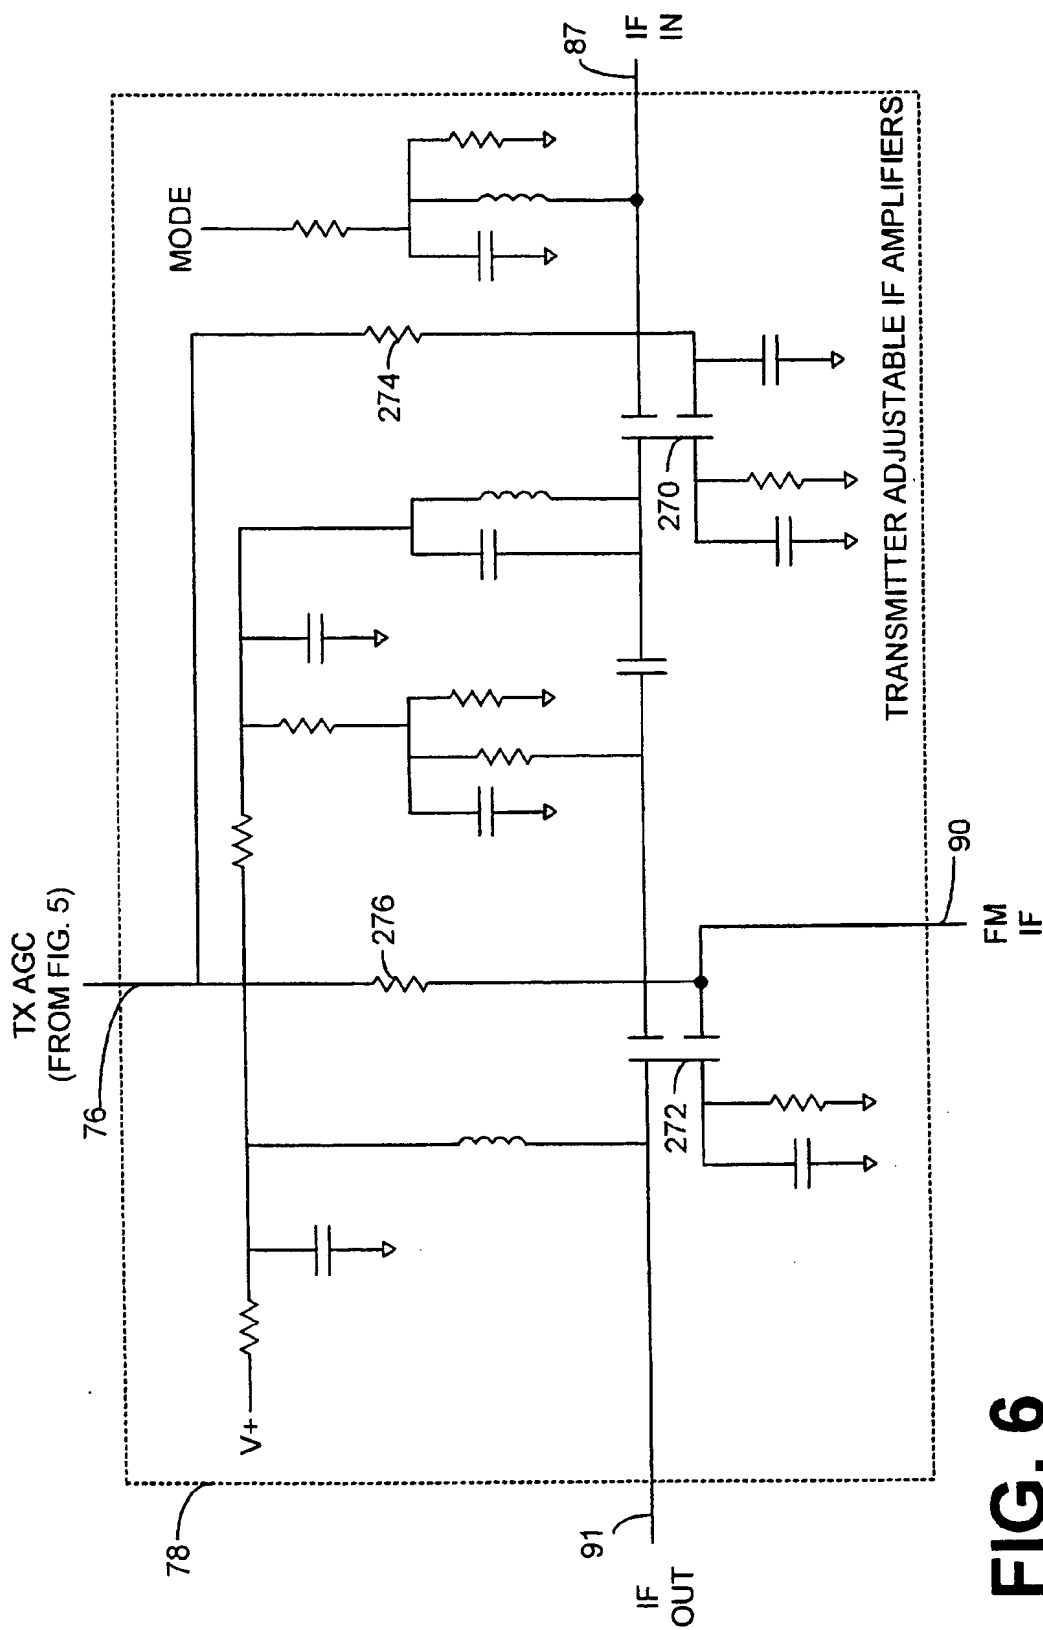 TX AGC
(FROM FIG. 5)
76
78
MODE
87
IF
IN
V+
276
274
270
272
91
IF
OUT
90
FM
IF
TRANSMITTER ADJUSTABLE IF AMPLIFIERS
FIG. 6